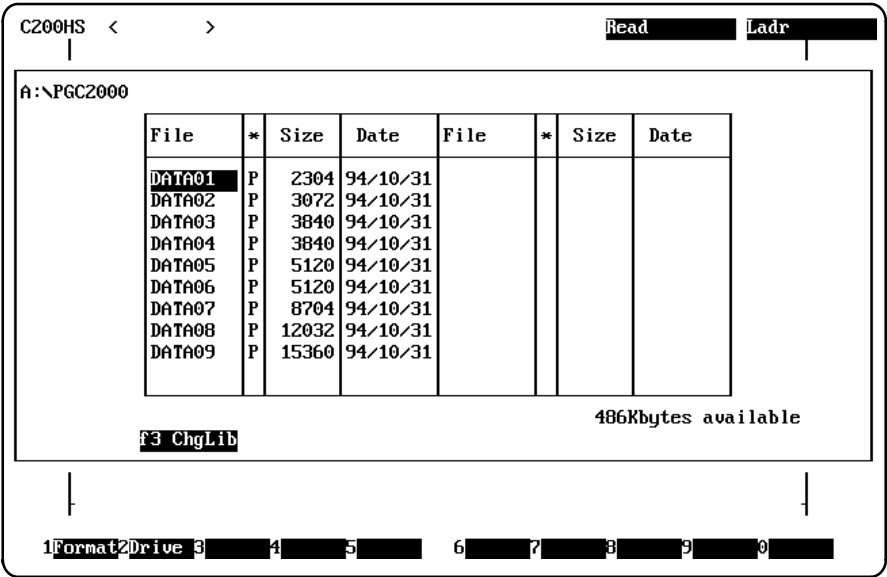 C200HS < > Read Ladr
A:\PGC2000
File * Size Date File * Size Date
DATA01 P 2304 94/10/31
DATA02 P 3072 94/10/31
DATA03 P 3840 94/10/31
DATA04 P 3840 94/10/31
DATA05 P 5120 94/10/31
DATA06 P 5120 94/10/31
DATA07 P 8704 94/10/31
DATA08 P 12032 94/10/31
DATA09 P 15360 94/10/31
486Kbytes available
f3 ChgLib
1Format2Drive 3 4 5 6 7 8 9 0